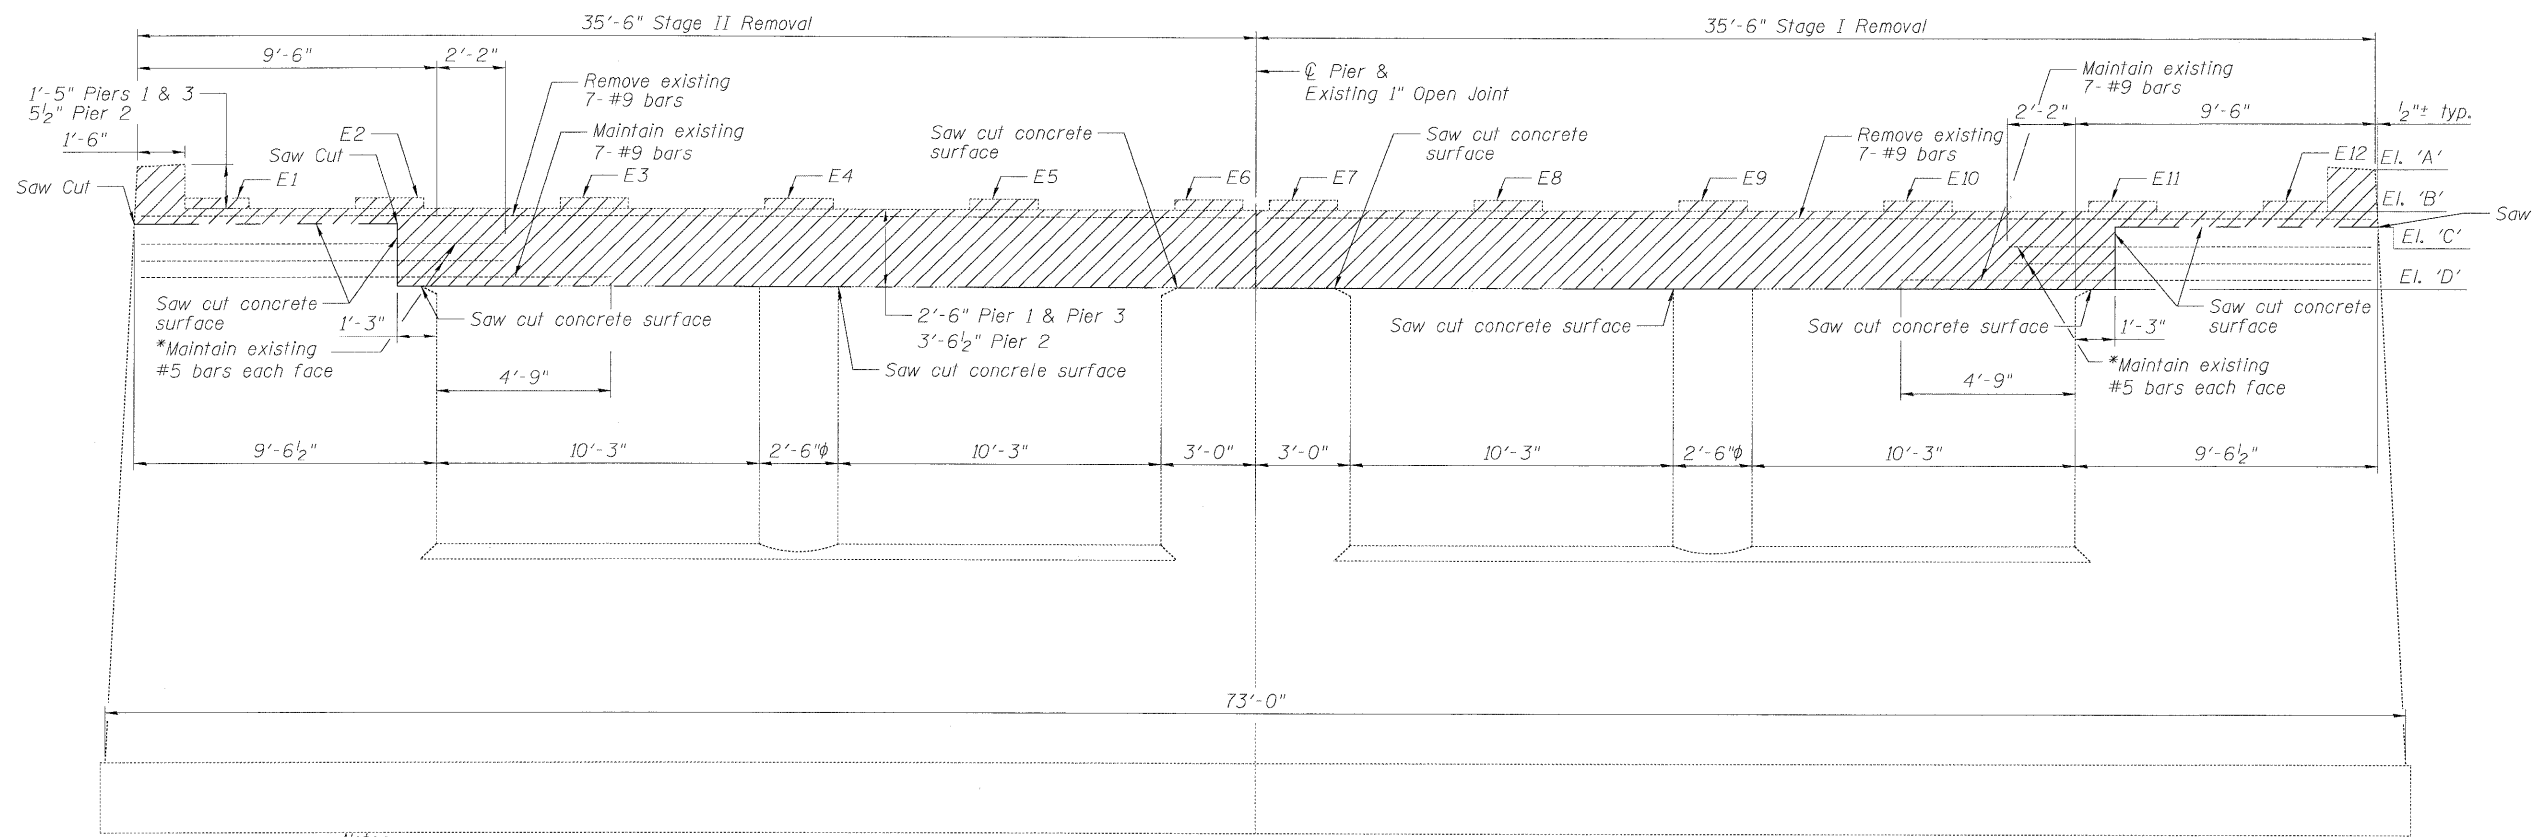 35'-6" Stage II Removal
35'-6" Stage I Removal
9'-6"
2'-2"
Remove existing
7-#9 bars
℄ Pier &
Existing 1" Open Joint
Maintain existing
7-#9 bars
1'-5" Piers 1 & 3
5½" Pier 2
1'-6"
E2
Saw Cut
Maintain existing
7-#9 bars
Saw cut concrete
surface
Saw cut concrete
surface
2'-2"
9'-6"
½"± typ.
Remove existing
7-#9 bars
Saw Cut
E1
E3
E4
E5
E6
E7
E8
E9
E10
E11
E12
El. 'A'
El. 'B'
Saw
El. 'C'
El. 'D'
Saw cut concrete
surface
1'-3"
*Maintain existing
#5 bars each face
Saw cut concrete surface
2'-6" Pier 1 & Pier 3
3'-6½" Pier 2
Saw cut concrete surface
Saw cut concrete surface
Saw cut concrete surface
1'-3"
Saw cut concrete
surface
*Maintain existing
#5 bars each face
4'-9"
4'-9"
9'-6½"
10'-3"
2'-6"φ
10'-3"
3'-0"
3'-0"
10'-3"
2'-6"φ
10'-3"
9'-6½"
73'-0"